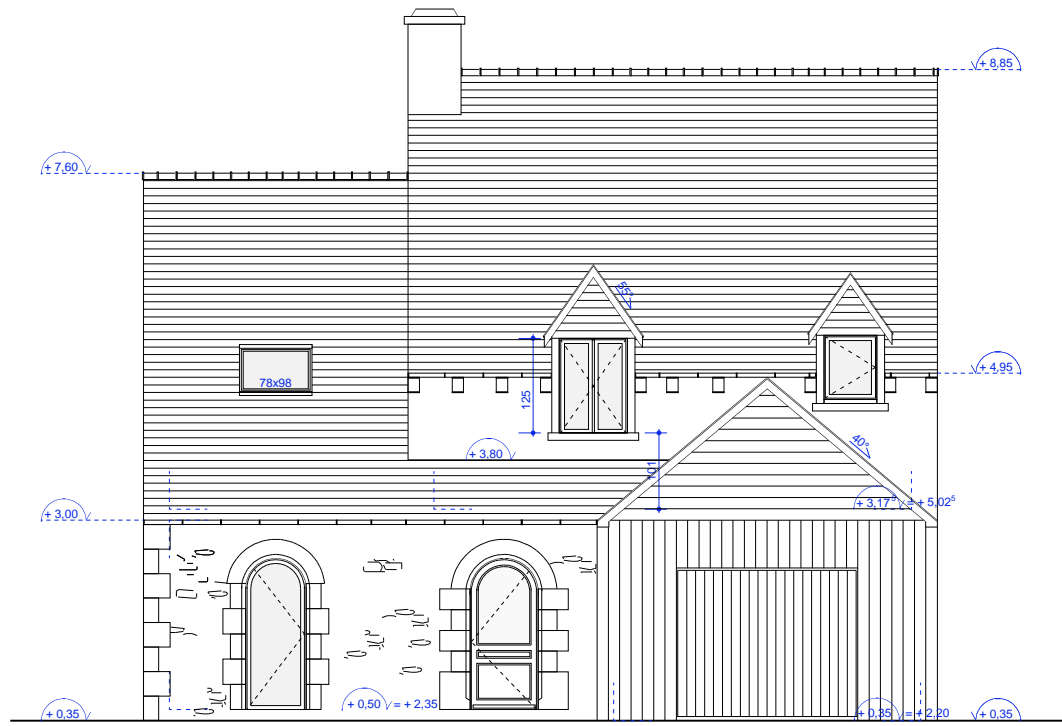 + 8,85
+ 7,60
55°
78x98
+ 4,95
125
40°
+ 3,80
101
+ 3,17⁵ = + 5,02⁵
+ 3,00
+ 0,50 = + 2,35
+ 0,35
+ 0,35 = + 2,20
+ 0,35